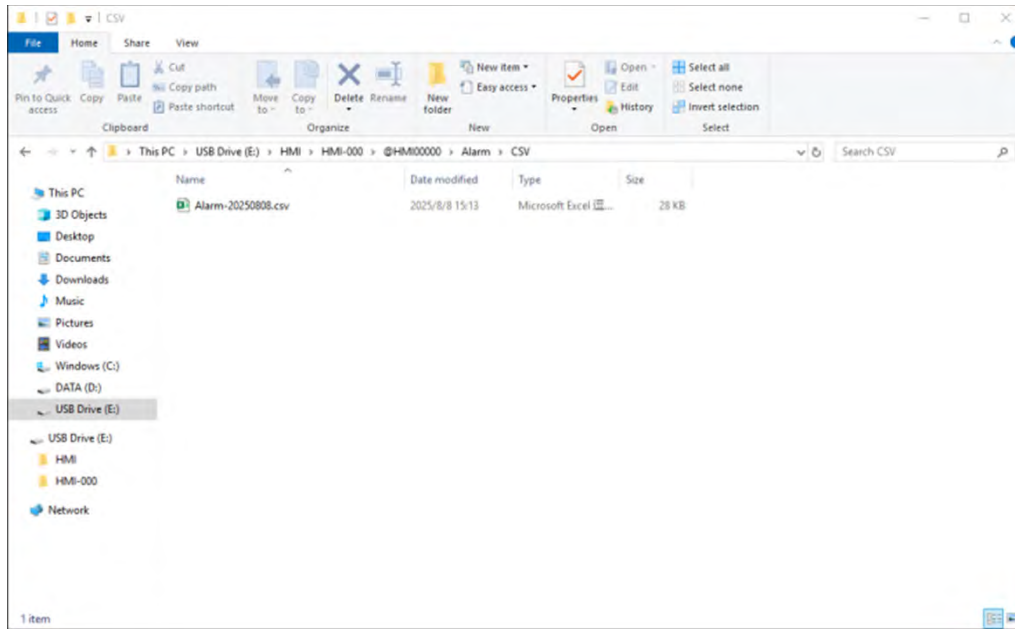 CSV
File Home Share View
Pin to Quick access
Copy
Paste
Cut
Copy path
Paste shortcut
Clipboard
Move to
Copy to
Delete
Rename
Organize
New folder
New item
Easy access
New
Properties
Open
Edit
History
Open
Select all
Select none
Invert selection
Select
This PC › USB Drive (E:) › HMI › HMI-000 › @HMI00000 › Alarm › CSV
Search CSV
Name Date modified Type Size
Alarm-20250808.csv 2025/8/8 15:13 Microsoft Excel ... 28 KB
This PC
3D Objects
Desktop
Documents
Downloads
Music
Pictures
Videos
Windows (C:)
DATA (D:)
USB Drive (E:)
USB Drive (E:)
HMI
HMI-000
Network
1 item